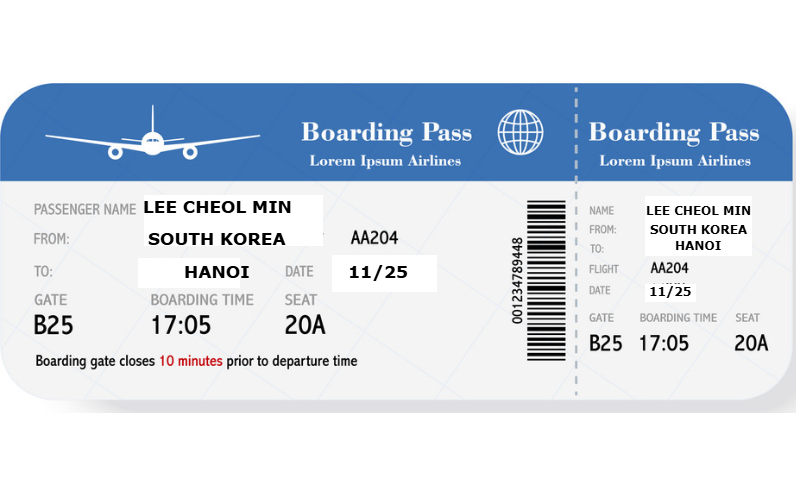 Boarding Pass
Lorem Ipsum Airlines
PASSENGER NAME LEE CHEOL MIN
FROM: SOUTH KOREA AA204
TO: HANOI DATE 11/25
GATE BOARDING TIME SEAT
B25 17:05 20A
Boarding gate closes 10 minutes prior to departure time
001234789448
Boarding Pass
Lorem Ipsum Airlines
NAME LEE CHEOL MIN
FROM: SOUTH KOREA
TO: HANOI
FLIGHT AA204
DATE 11/25
GATE BOARDING TIME SEAT
B25 17:05 20A